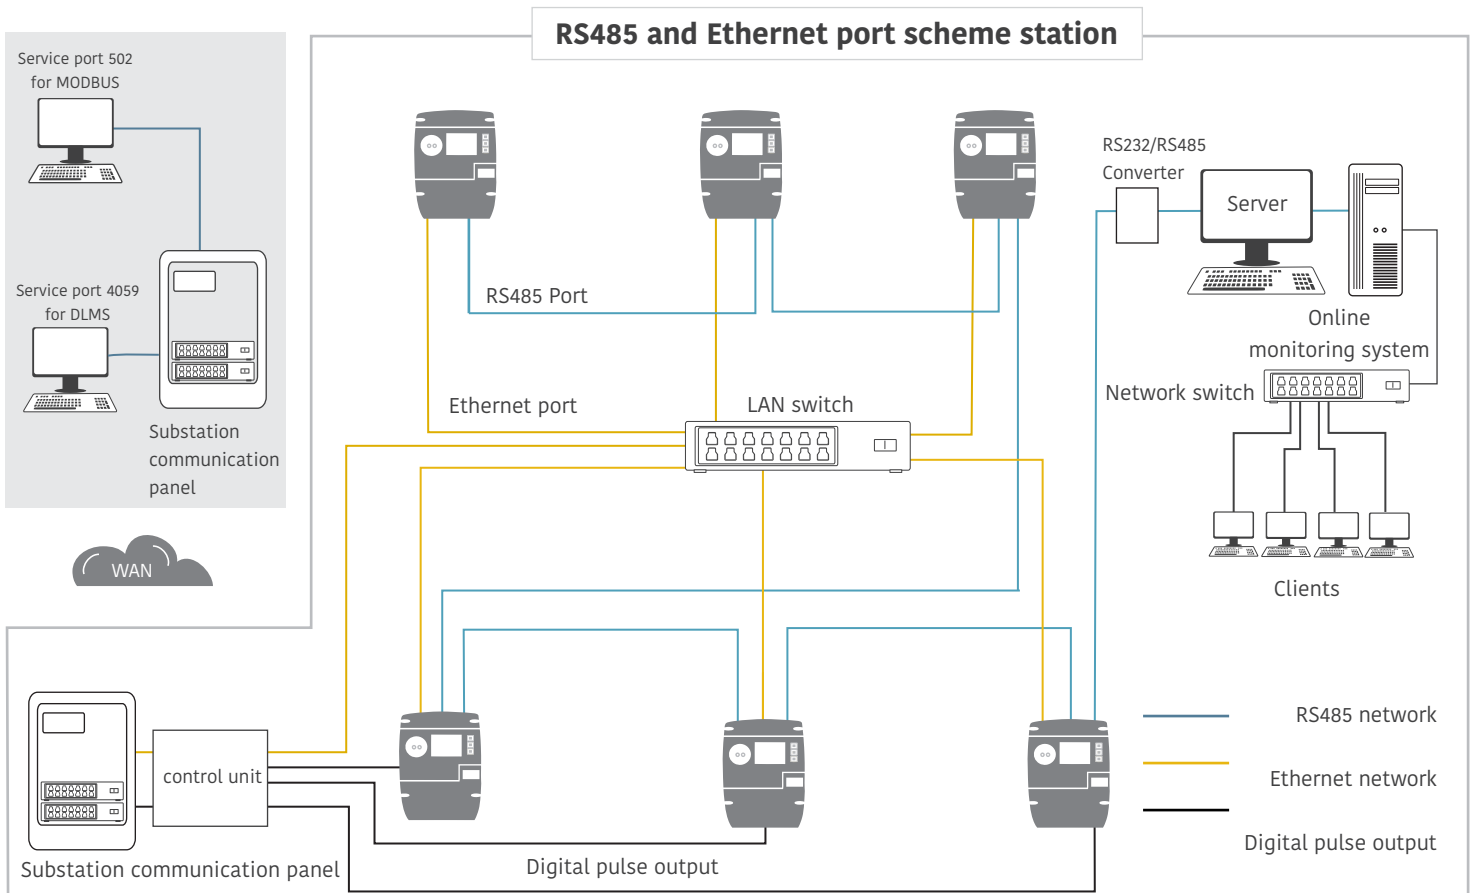 RS485 and Ethernet port scheme station
Service port 502
for MODBUS
Service port 4059
for DLMS
Substation
communication
panel
WAN
RS232/RS485
Converter
Server
Online
monitoring system
Network switch
Clients
RS485 Port
Ethernet port
LAN switch
control unit
Substation communication panel
Digital pulse output
RS485 network
Ethernet network
Digital pulse output